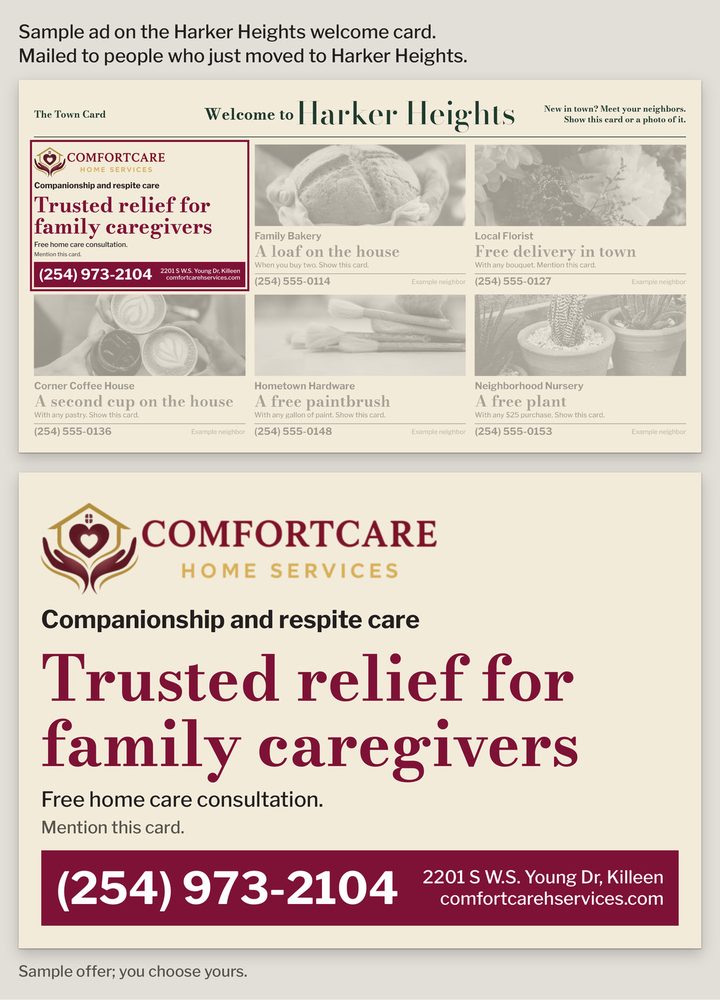 Sample ad on the Harker Heights welcome card.
Mailed to people who just moved to Harker Heights.
The Town Card
Welcome to Harker Heights
New in town? Meet your neighbors.
Show this card or a photo of it.
COMFORTCARE
HOME SERVICES
Companionship and respite care
Trusted relief for
family caregivers
Free home care consultation.
Mention this card.
(254) 973-2104
2201 S W.S. Young Dr, Killeen
comfortcarehservices.com
Family Bakery
A loaf on the house
When you buy two. Show this card.
(254) 555-0114
Example neighbor
Local Florist
Free delivery in town
With any bouquet. Mention this card.
(254) 555-0127
Example neighbor
Corner Coffee House
A second cup on the house
With any pastry. Show this card.
(254) 555-0136
Example neighbor
Hometown Hardware
A free paintbrush
With any gallon of paint. Show this card.
(254) 555-0148
Example neighbor
Neighborhood Nursery
A free plant
With any $25 purchase. Show this card.
(254) 555-0153
Example neighbor
COMFORTCARE
HOME SERVICES
Companionship and respite care
Trusted relief for
family caregivers
Free home care consultation.
Mention this card.
(254) 973-2104
2201 S W.S. Young Dr, Killeen
comfortcarehservices.com
Sample offer; you choose yours.